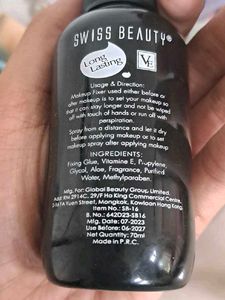 SWISS BEAUTY®
Long
Lasting
VE
Usage & Direction:
Makeup Fixer used either before or
after makeup is to set your makeup so
that it can stay longer and not be wiped
off with touch of hands or run off with
perspiration.
Spray from a distance and let it dry
before applying makeup or to set
makeup spray after applying makeup
INGREDIENTS:
Fixing Glue, Vitamine E, Propylene
Glycol, Aloe, Fragrance, Purified
Water, Methylparaben.
Mfg. For: Global Beauty Group Limited.
Add: RM 2914C, 29/F Ho King Commercial Centre,
2-16 Fa Yuen Street, Mongkok, Kowloon Hong Kong
Item No.: SB-16
B. No.: 642D23-SB16
Mfg. Date: 07-2023
Use Before: 06-2027
Net Quantity: 70ml
Made in P.R.C.